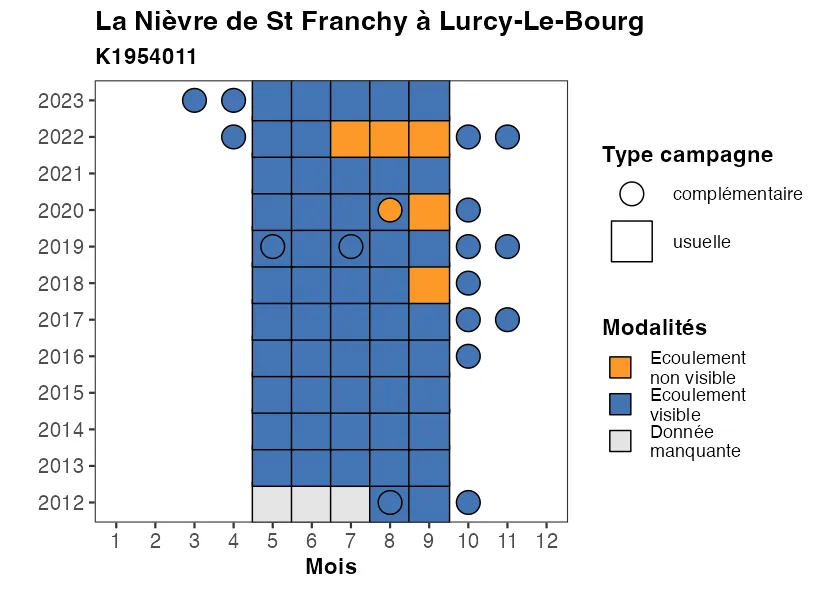 La Nièvre de St Franchy à Lurcy-Le-Bourg
K1954011
2023
2022
2021
2020
2019
2018
2017
2016
2015
2014
2013
2012
1 2 3 4 5 6 7 8 9 10 11 12
Mois
Type campagne
complémentaire
usuelle
Modalités
Ecoulement
non visible
Ecoulement
visible
Donnée
manquante